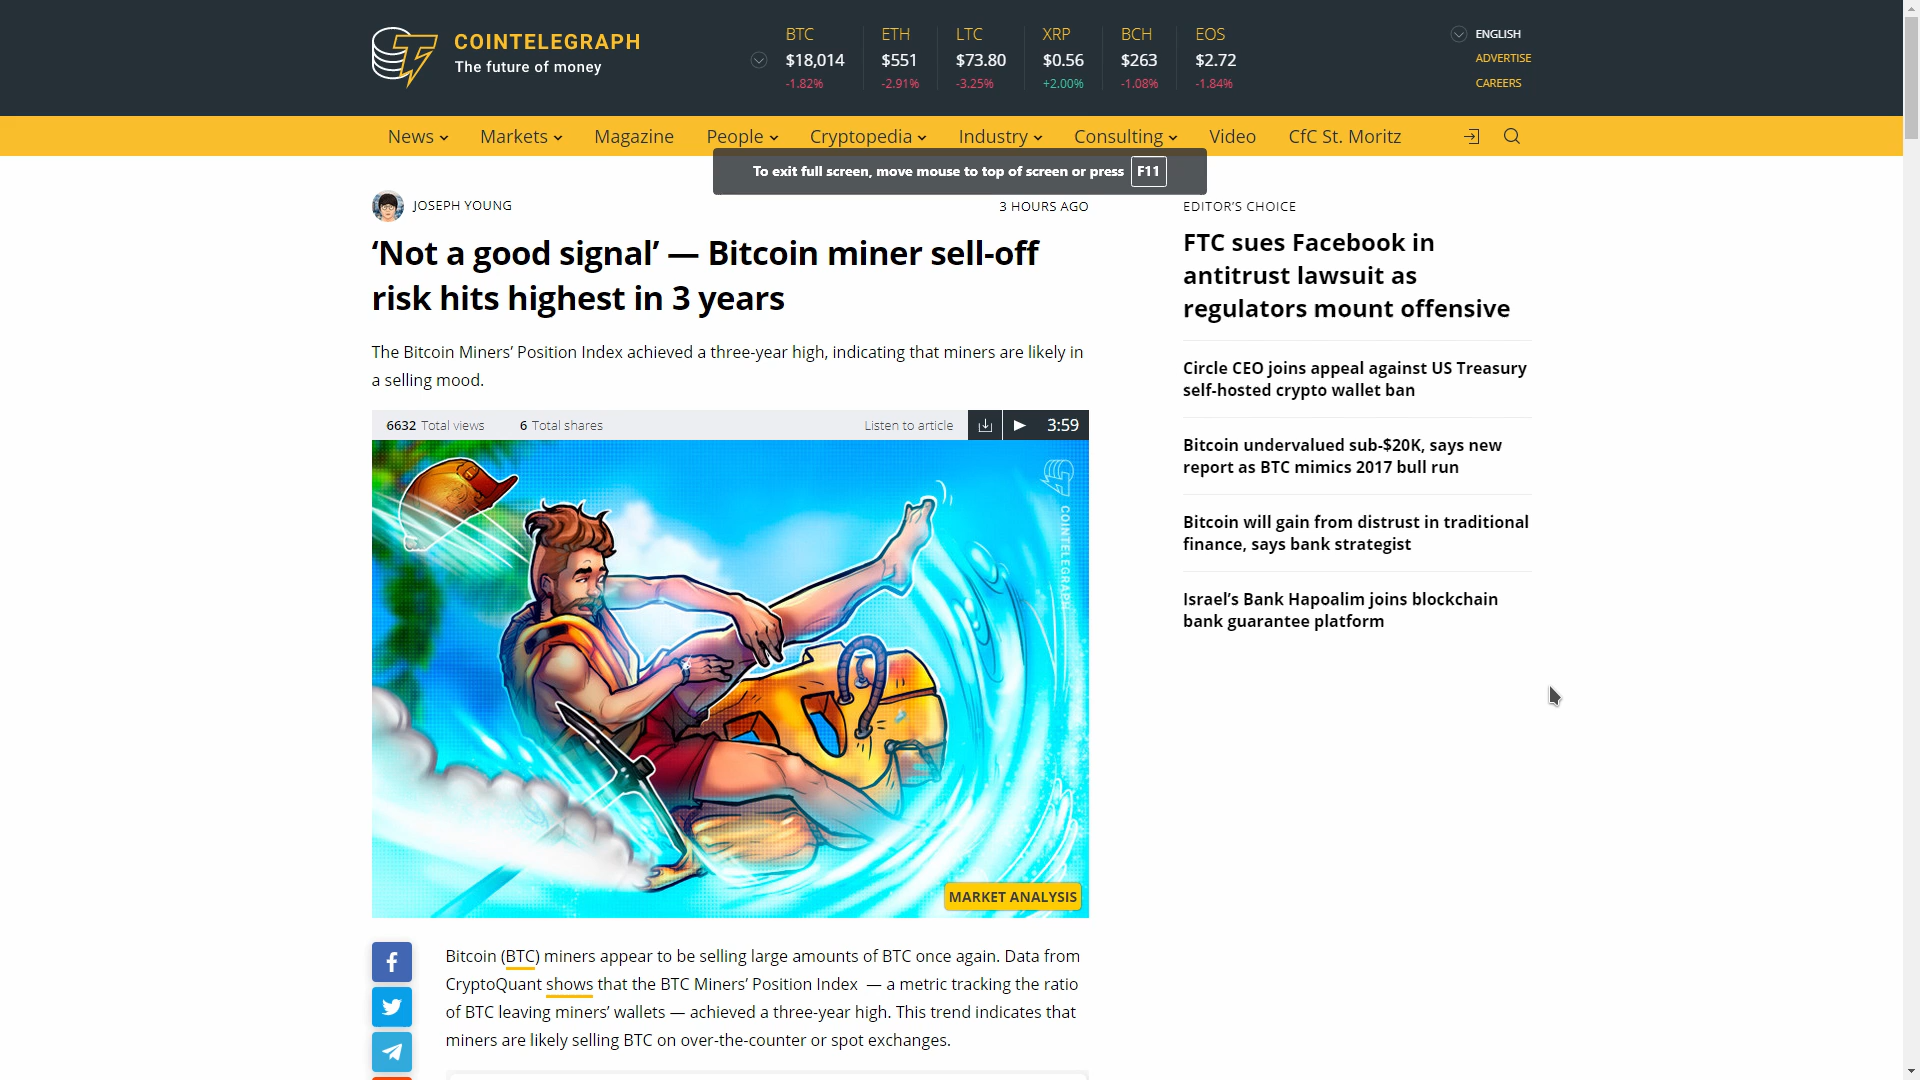 COINTELEGRAPH
The future of money
BTC
$18,014
-1.82%
ETH
$551
-2.91%
LTC
$73.80
-3.25%
XRP
$0.56
+2.00%
BCH
$263
-1.08%
EOS
$2.72
-1.84%
ENGLISH
ADVERTISE
CAREERS
News Markets Magazine People Cryptopedia Industry Consulting Video CfC St. Moritz
To exit full screen, move mouse to top of screen or press F11
JOSEPH YOUNG
3 HOURS AGO
‘Not a good signal’ — Bitcoin miner sell-off
risk hits highest in 3 years
The Bitcoin Miners’ Position Index achieved a three-year high, indicating that miners are likely in
a selling mood.
6632 Total views 6 Total shares Listen to article 3:59
COINTELEGRAPH
MARKET ANALYSIS
Bitcoin (BTC) miners appear to be selling large amounts of BTC once again. Data from
CryptoQuant shows that the BTC Miners’ Position Index — a metric tracking the ratio
of BTC leaving miners’ wallets — achieved a three-year high. This trend indicates that
miners are likely selling BTC on over-the-counter or spot exchanges.
EDITOR’S CHOICE
FTC sues Facebook in
antitrust lawsuit as
regulators mount offensive
Circle CEO joins appeal against US Treasury
self-hosted crypto wallet ban
Bitcoin undervalued sub-$20K, says new
report as BTC mimics 2017 bull run
Bitcoin will gain from distrust in traditional
finance, says bank strategist
Israel’s Bank Hapoalim joins blockchain
bank guarantee platform